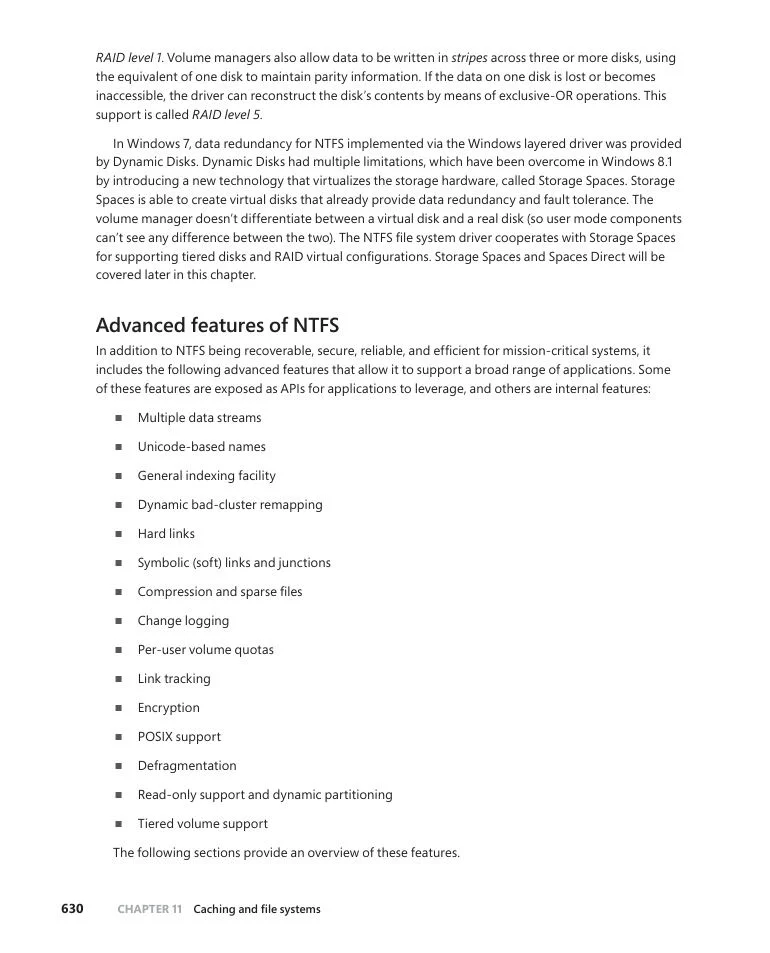 RAID level 1. Volume managers also allow data to be written in stripes across three or more disks, using
the equivalent of one disk to maintain parity information. If the data on one disk is lost or becomes
inaccessible, the driver can reconstruct the disk’s contents by means of exclusive-OR operations. This
support is called RAID level 5.
In Windows 7, data redundancy for NTFS implemented via the Windows layered driver was provided
by Dynamic Disks. Dynamic Disks had multiple limitations, which have been overcome in Windows 8.1
by introducing a new technology that virtualizes the storage hardware, called Storage Spaces. Storage
Spaces is able to create virtual disks that already provide data redundancy and fault tolerance. The
volume manager doesn’t differentiate between a virtual disk and a real disk (so user mode components
can’t see any difference between the two). The NTFS file system driver cooperates with Storage Spaces
for supporting tiered disks and RAID virtual configurations. Storage Spaces and Spaces Direct will be
covered later in this chapter.
Advanced features of NTFS
In addition to NTFS being recoverable, secure, reliable, and efficient for mission-critical systems, it
includes the following advanced features that allow it to support a broad range of applications. Some
of these features are exposed as APIs for applications to leverage, and others are internal features:
■ Multiple data streams
■ Unicode-based names
■ General indexing facility
■ Dynamic bad-cluster remapping
■ Hard links
■ Symbolic (soft) links and junctions
■ Compression and sparse files
■ Change logging
■ Per-user volume quotas
■ Link tracking
■ Encryption
■ POSIX support
■ Defragmentation
■ Read-only support and dynamic partitioning
■ Tiered volume support
The following sections provide an overview of these features.
630 CHAPTER 11 Caching and file systems